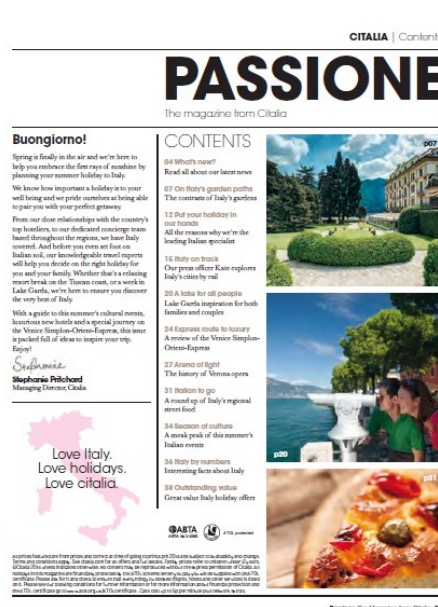 CITALIA | Content
PASSIONE
The magazine from Citalia
Buongiorno!
Spring is finally in the air and we're here to
help you embrace the first rays of sunshine by
planning your summer holiday to Italy.
We know how important a holiday is to your
well being and we pride ourselves at being able
to pair you with your perfect getaway.
From our close relationships with the country's
top hoteliers, to our dedicated concierge team
based throughout the regions, we have Italy
covered. And before you even set foot on
Italian soil, our knowledgeable travel experts
will help you decide on the right holiday for
you and your family. Whether that's a relaxing
resort break on the Tuscan coast, or a week in
Lake Garda, we're here to ensure you discover
the very best of Italy.
With a guide to this summer's cultural events,
luxurious new hotels and a special journey on
the Venice Simplon-Orient-Express, this issue
is packed full of ideas to inspire your trip.
Enjoy!
Stephanie
Stephanie Pritchard
Managing Director, Citalia
Love Italy.
Love holidays.
Love citalia.
CONTENTS
04 What's new?
Read all about our latest news
07 On Italy's garden paths
The contrasts of Italy's gardens
12 Put your holiday in
our hands
All the reasons why we're the
leading Italian specialist
15 Italy on track
Our press officer Kate explores
Italy's cities by rail
20 A lake for all people
Lake Garda inspiration for both
families and couples
24 Express route to luxury
A review of the Venice Simplon-
Orient-Express
27 Arena of light
The history of Verona opera
31 Italian to go
A round up of Italy's regional
street food
34 Season of culture
A sneak peak of this summer's
Italian events
36 Italy by numbers
Interesting facts about Italy
38 Outstanding value
Great value Italy holiday offers
p07
p20
p31
ABTA